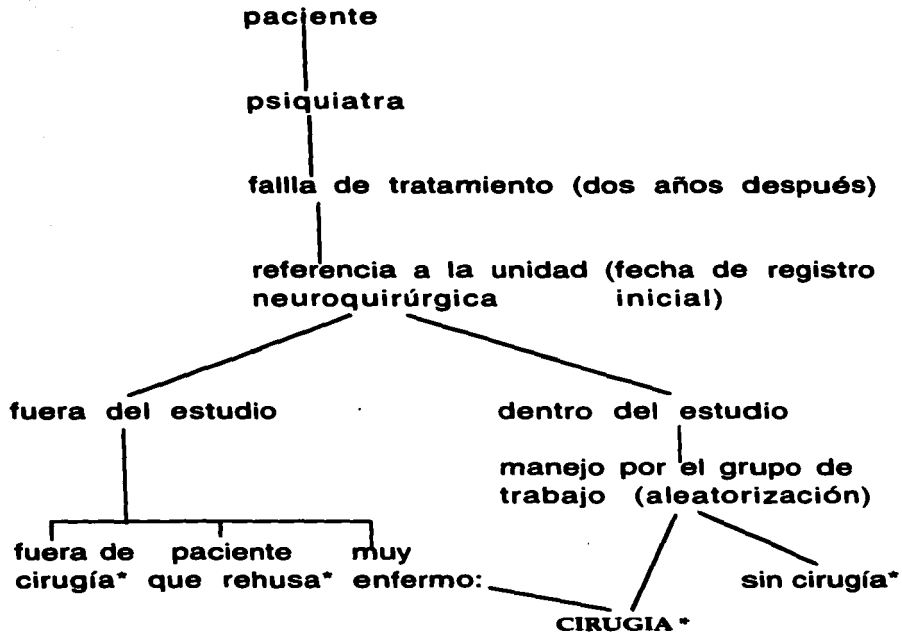 paciente
psiquiatra
fallla de tratamiento (dos años después)
referencia a la unidad (fecha de registro
neuroquirúrgica inicial)
fuera del estudio dentro del estudio
manejo por el grupo de
trabajo (aleatorización)
fuera de paciente muy
cirugía* que rehusa* enfermo: sin cirugía*
CIRUGIA*